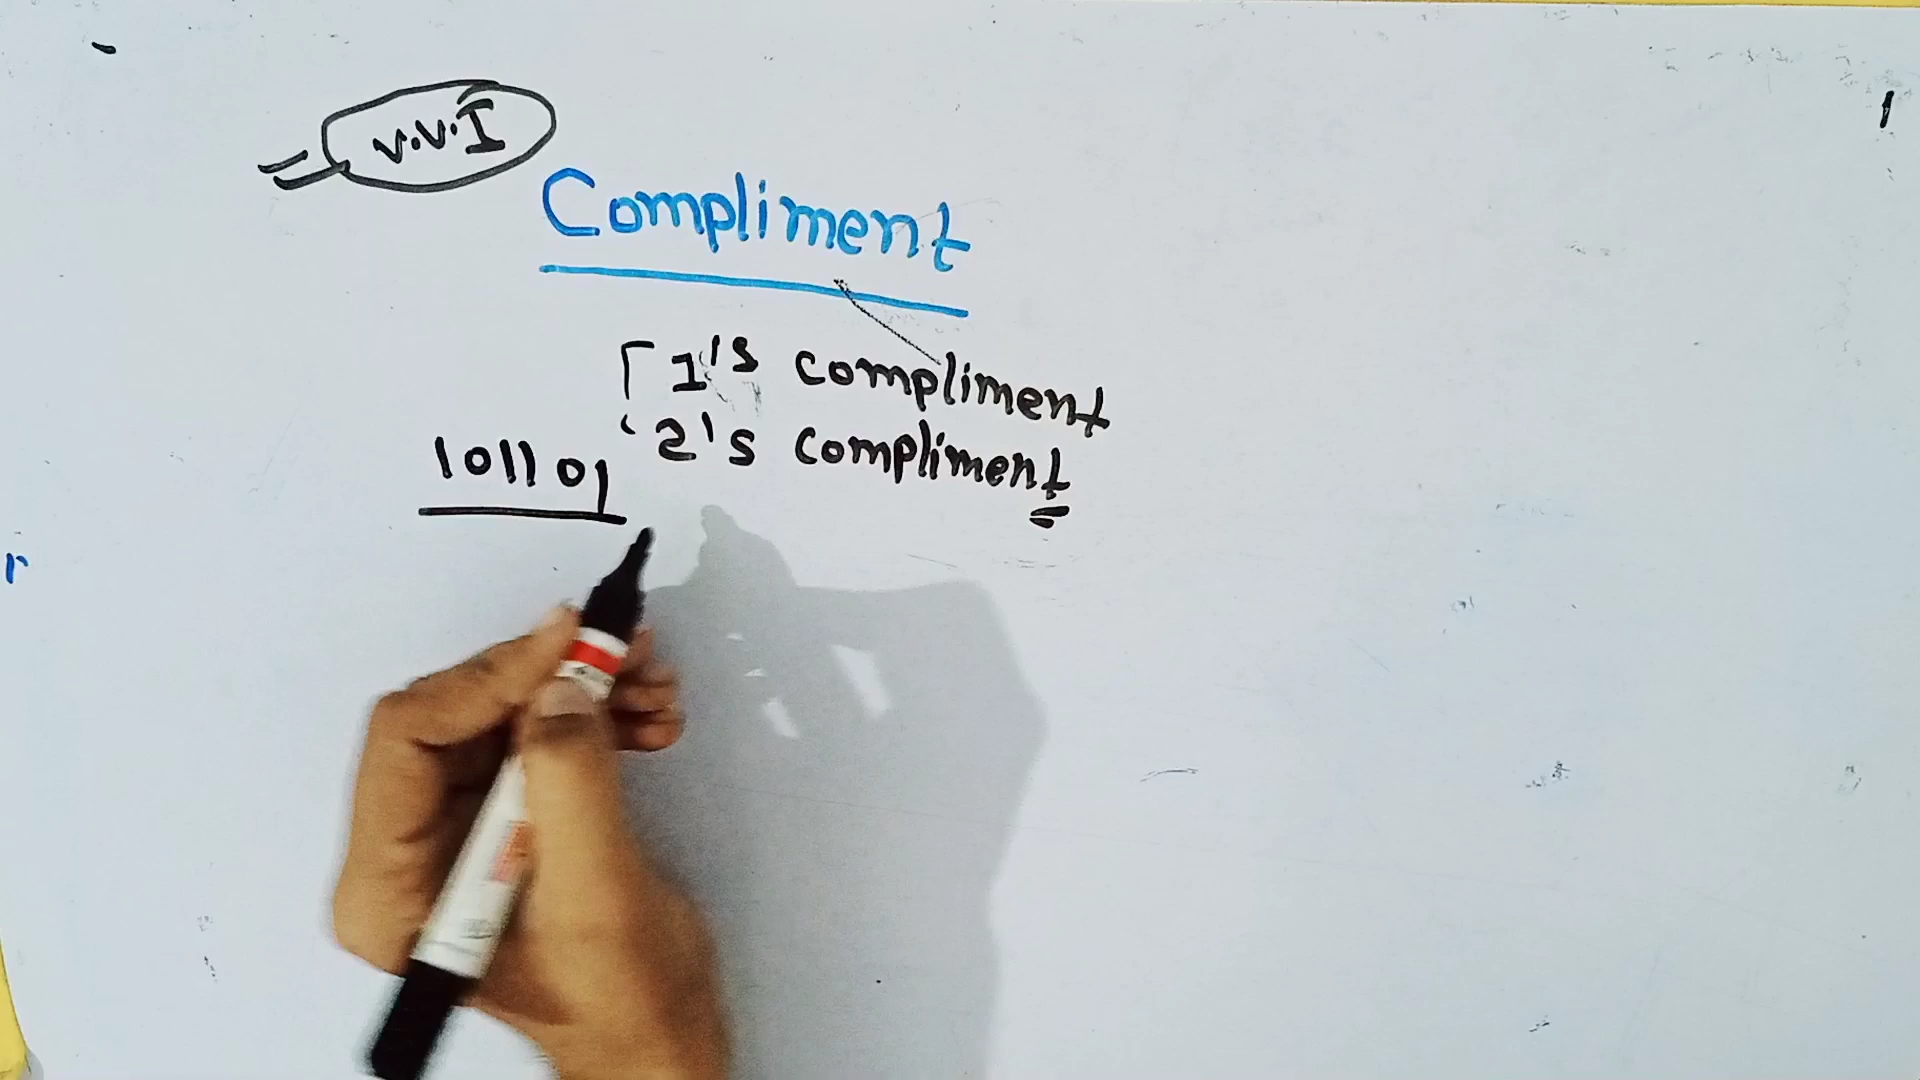 V.V.I
Compliment
1's compliment
2's compliment
101101